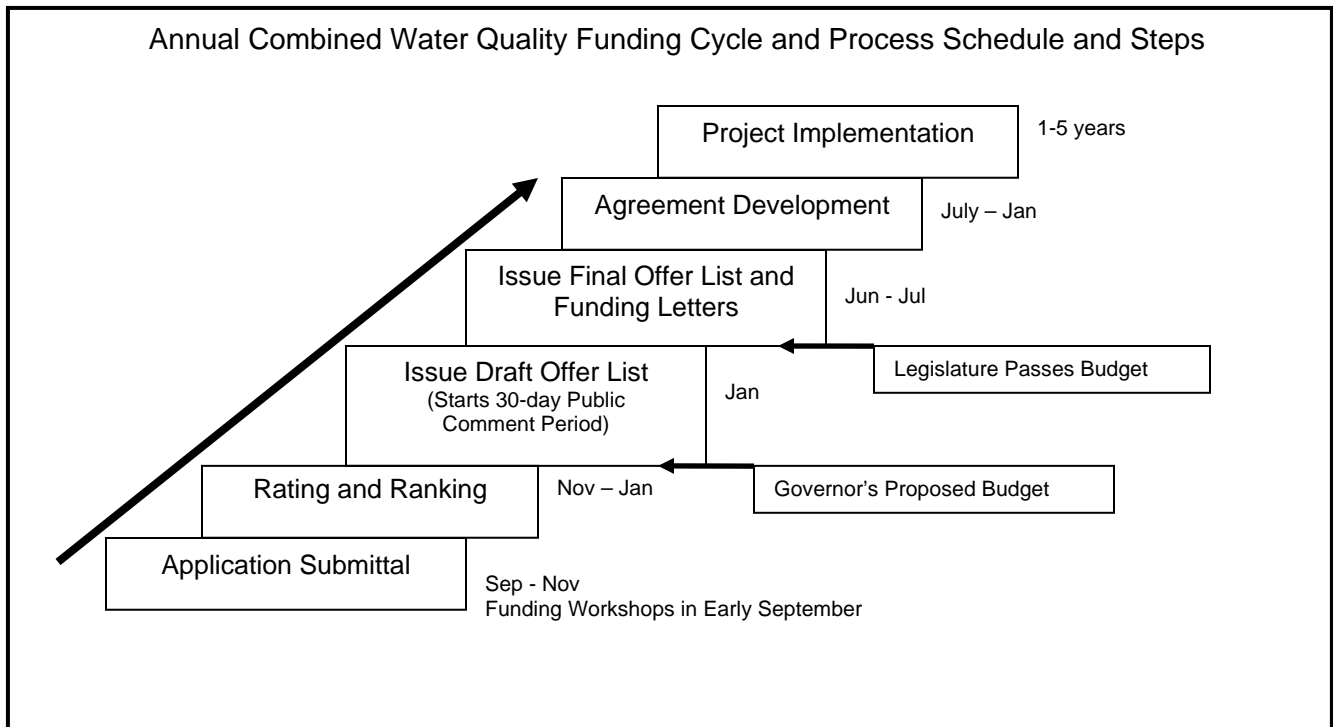 Annual Combined Water Quality Funding Cycle and Process Schedule and Steps
Project Implementation
1-5 years
Agreement Development
July – Jan
Issue Final Offer List and
Funding Letters
Jun - Jul
Legislature Passes Budget
Issue Draft Offer List
(Starts 30-day Public
Comment Period)
Jan
Governor's Proposed Budget
Rating and Ranking
Nov – Jan
Application Submittal
Sep - Nov
Funding Workshops in Early September